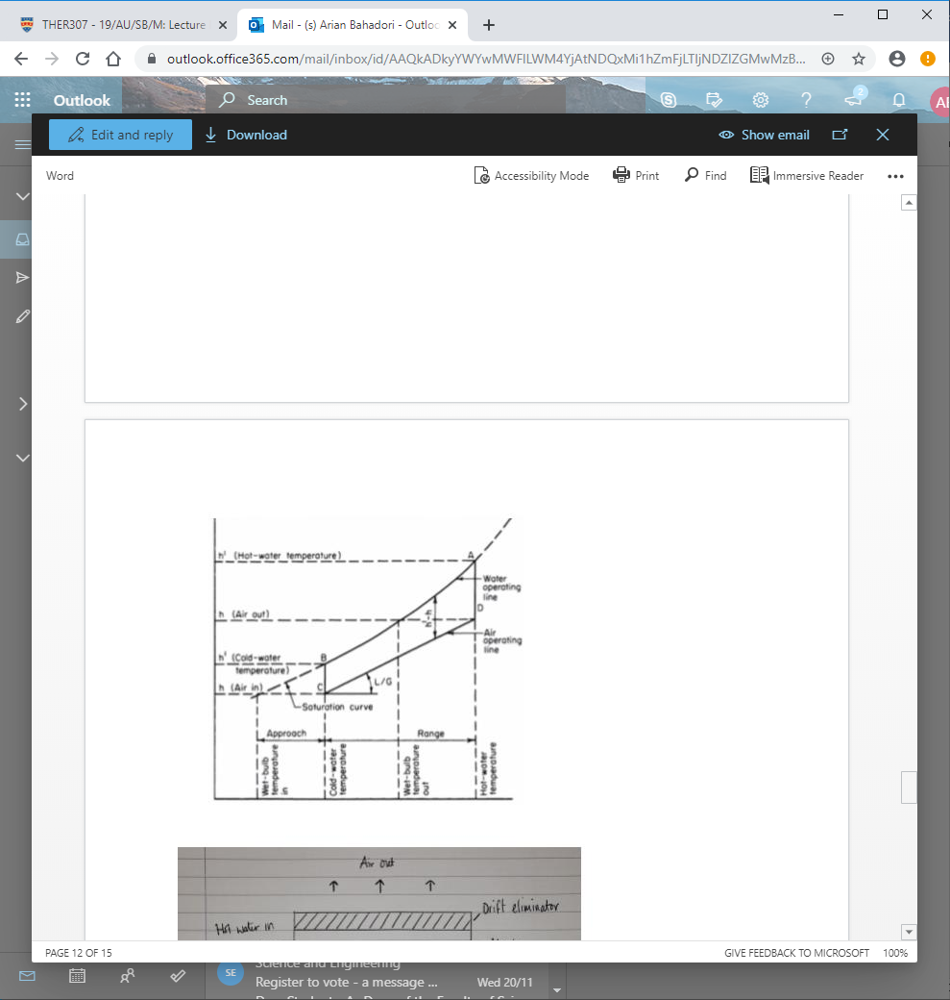 THER307 - 19/AU/SB/M: Lecture
Mail - (s) Arian Bahadori - Outloo
outlook.office365.com/mail/inbox/id/AAQkADkyYWYwMWFlLWM4YjAtNDQxMi1hZmFjLTljNDZlZGMwMzB...
Outlook
Search
2
Edit and reply
Download
Show email
Word
Accessibility Mode
Print
Find
Immersive Reader
h' (Hot-water temperature)
A
Water
operating
line
D
h (Air out)
h'-h
Air
operating
line
h' (Cold-water
temperature)
B
h (Air in)
C
L/G
Saturation curve
Approach
Range
Wet-bulb
temperature
in
Cold-water
temperature
Wet-bulb
temperature
out
Hot-water
temperature
Air out
Drift eliminator
Hot water in
PAGE 12 OF 15
GIVE FEEDBACK TO MICROSOFT
100%
SE
Science and Engineering
Register to vote - a message ...
Wed 20/11